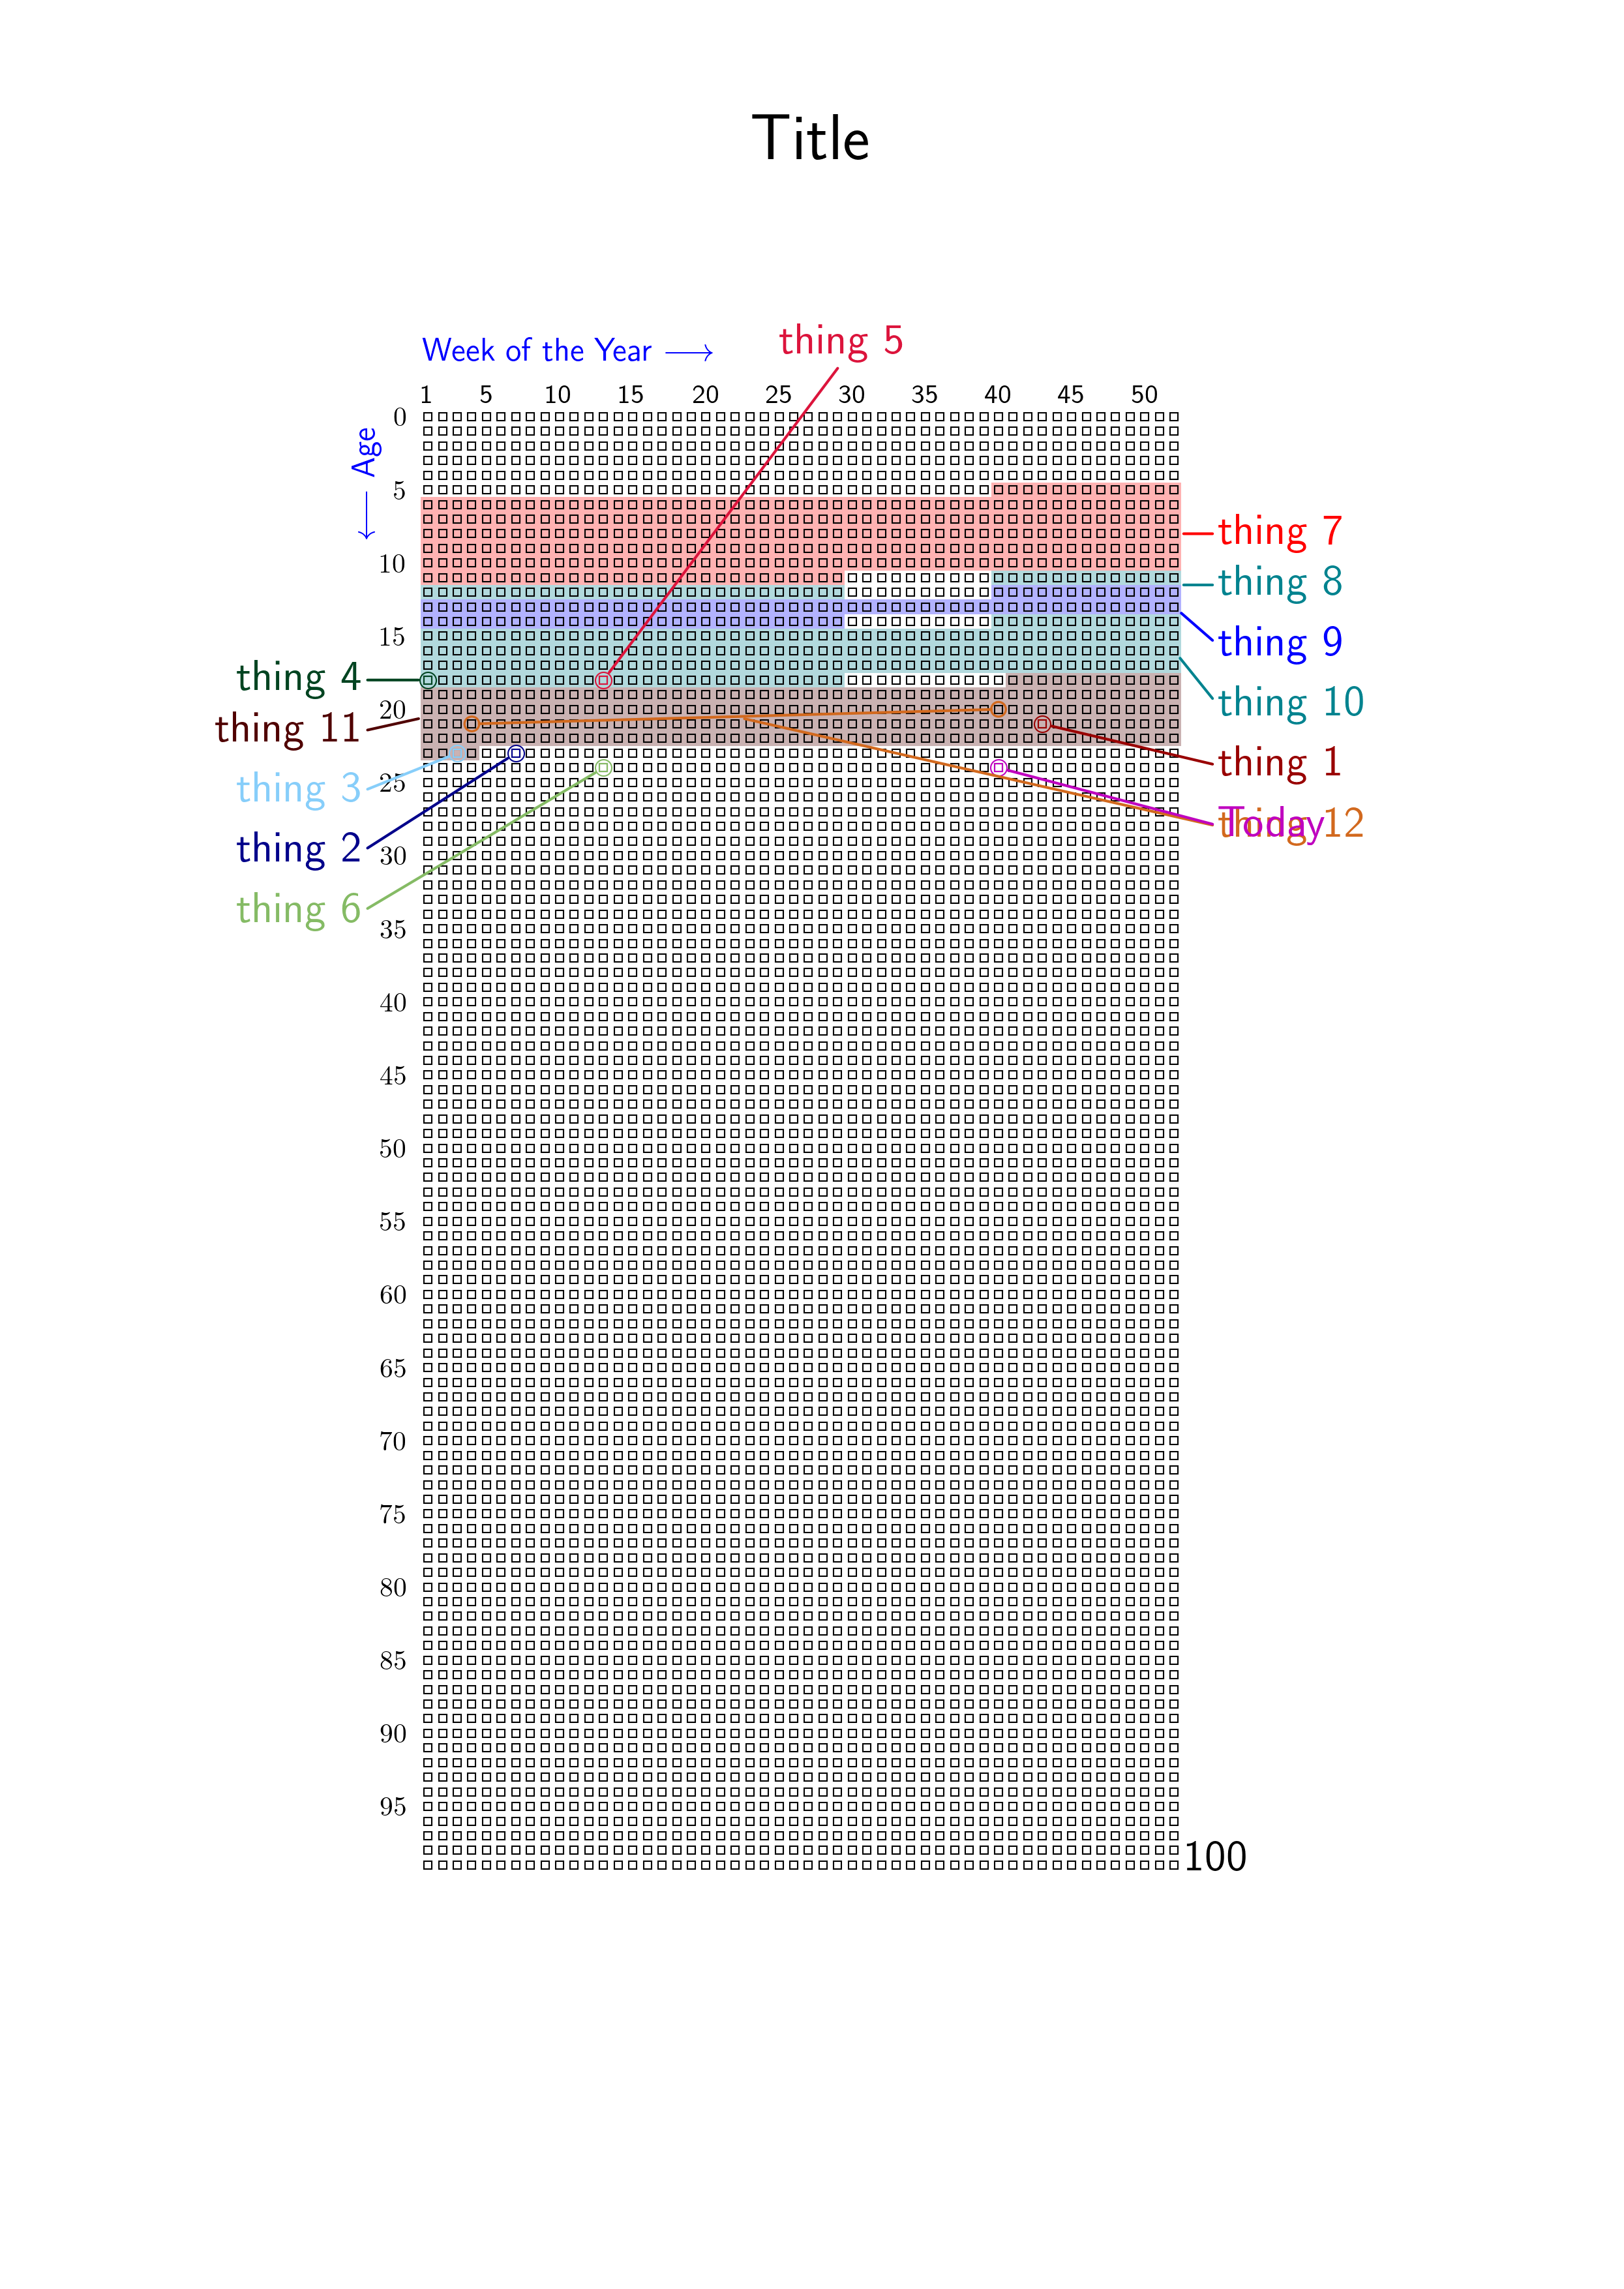 Title
thing 5
Week of the Year ⟶
1 5 10 15 20 25 30 35 40 45 50
0
⟵ Age
5
thing 7
10
thing 8
15
thing 9
thing 4
thing 10
20
thing 11
thing 1
25
thing 3
Today
thing 12
thing 2
30
thing 6
35
40
45
50
55
60
65
70
75
80
85
90
95
100